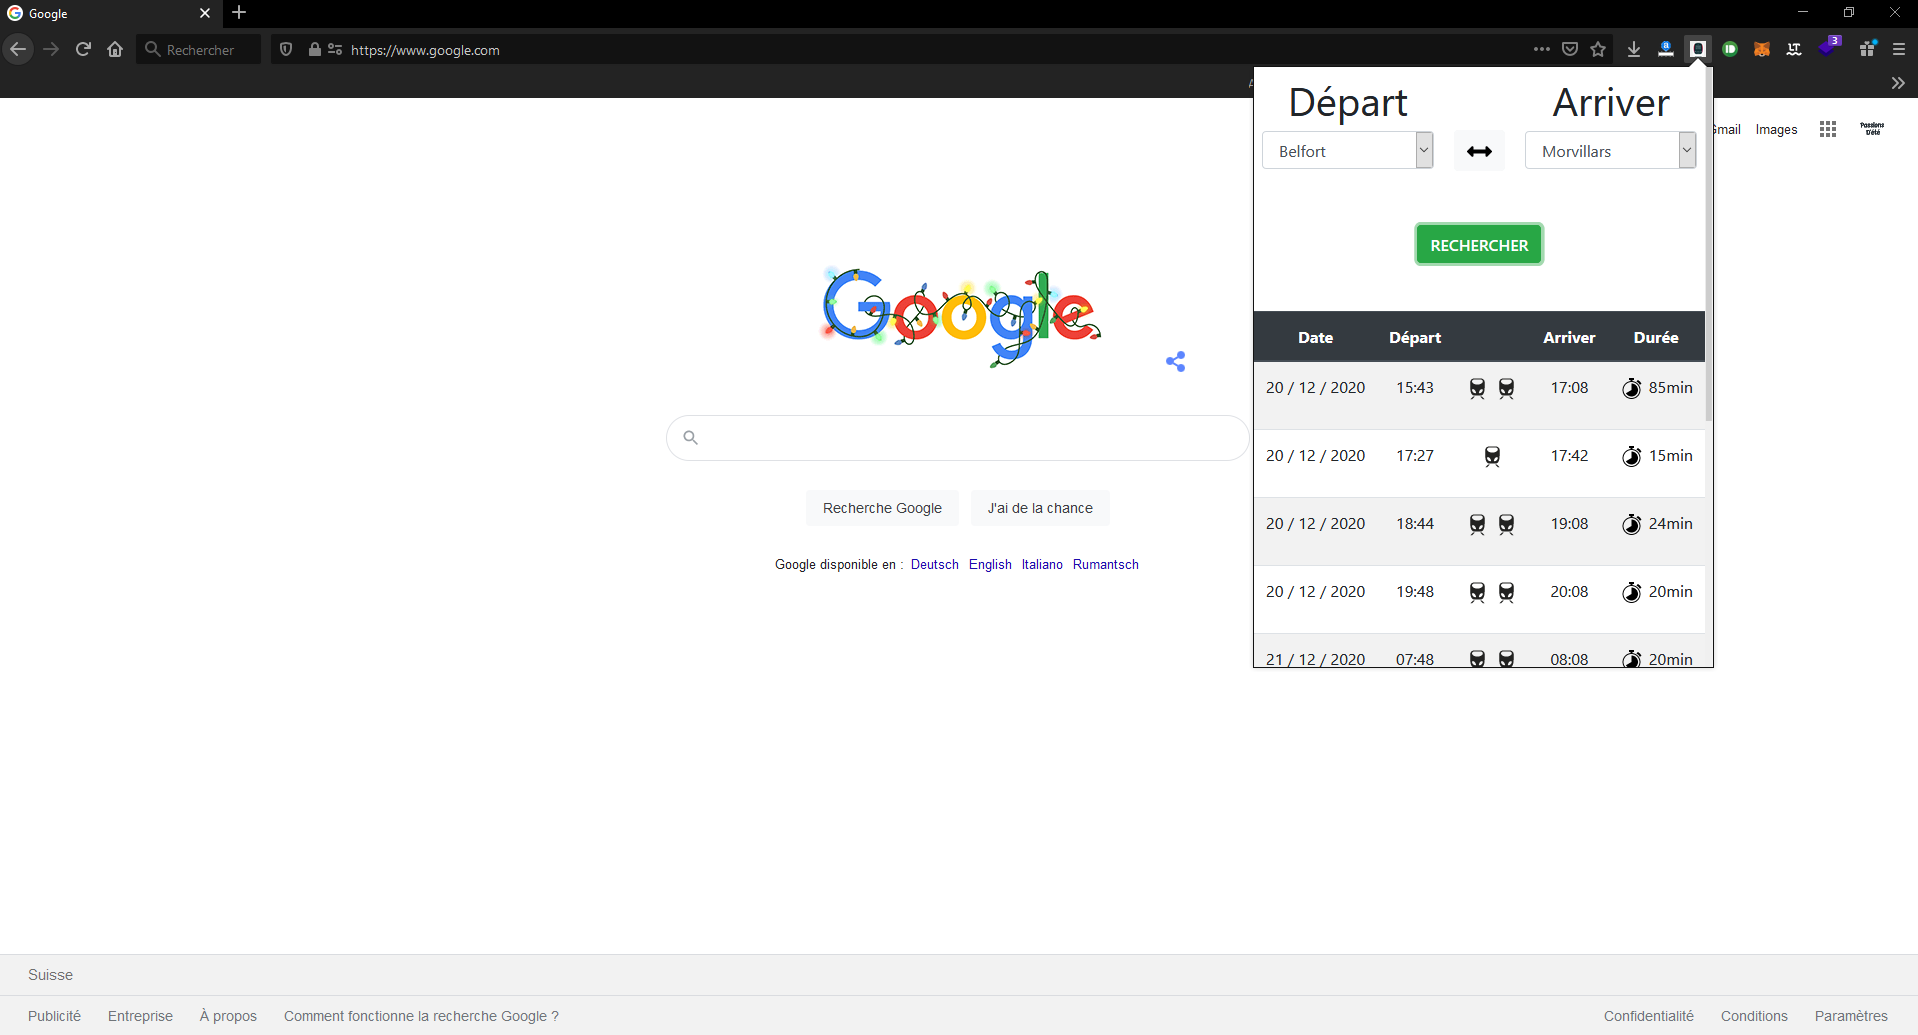 Google
Rechercher
https://www.google.com
3
Départ
Arriver
Gmail
Images
Passions
D'été
Belfort
Morvillars
RECHERCHER
Google
Date Départ Arriver Durée
20 / 12 / 2020 15:43 17:08 85min
20 / 12 / 2020 17:27 17:42 15min
20 / 12 / 2020 18:44 19:08 24min
20 / 12 / 2020 19:48 20:08 20min
21 / 12 / 2020 07:48 08:08 20min
Recherche Google
J'ai de la chance
Google disponible en : Deutsch English Italiano Rumantsch
Suisse
Publicité Entreprise À propos Comment fonctionne la recherche Google ?
Confidentialité Conditions Paramètres